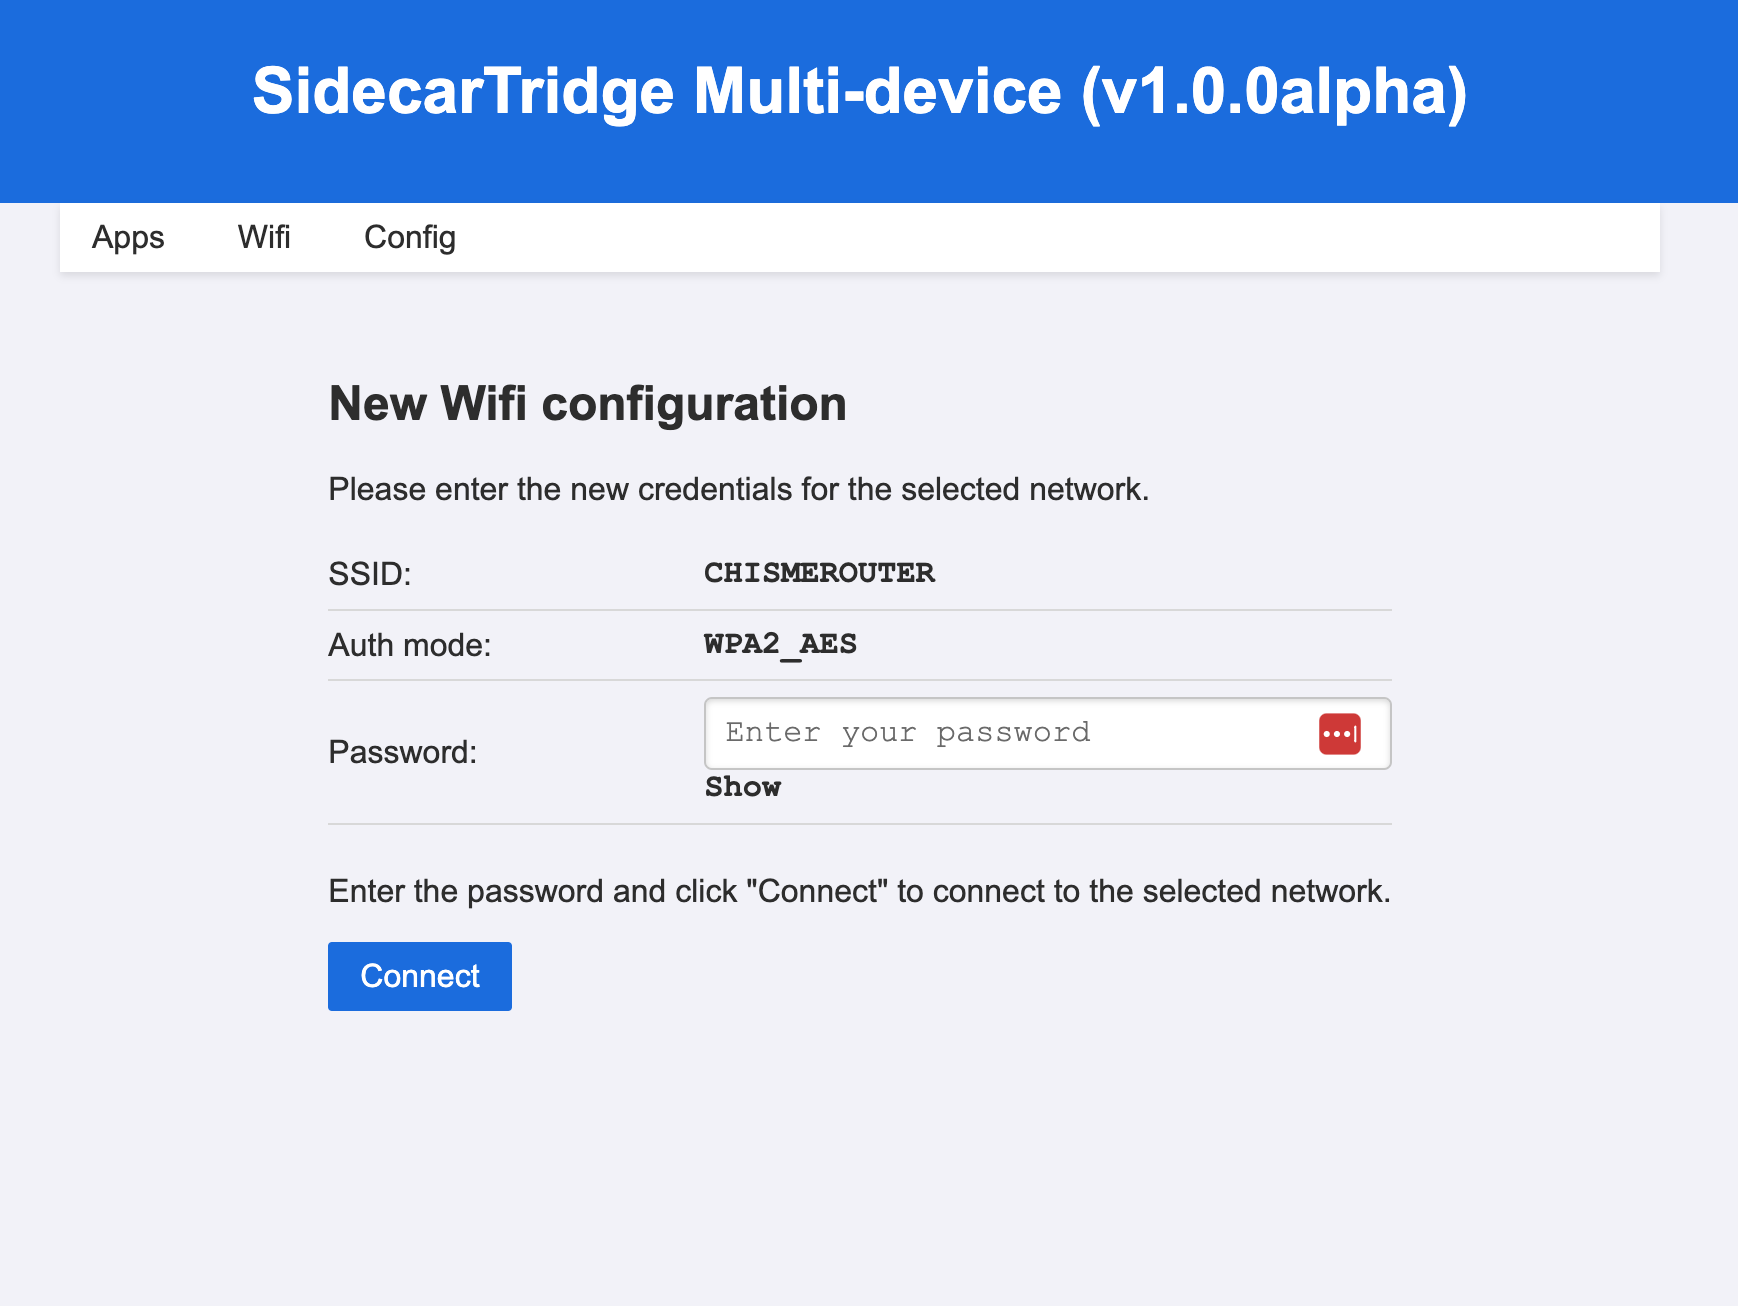 SidecarTridge Multi-device (v1.0.0alpha)
Apps Wifi Config
New Wifi configuration
Please enter the new credentials for the selected network.
SSID: CHISMEROUTER
Auth mode: WPA2_AES
Password: Enter your password
Show
Enter the password and click "Connect" to connect to the selected network.
Connect